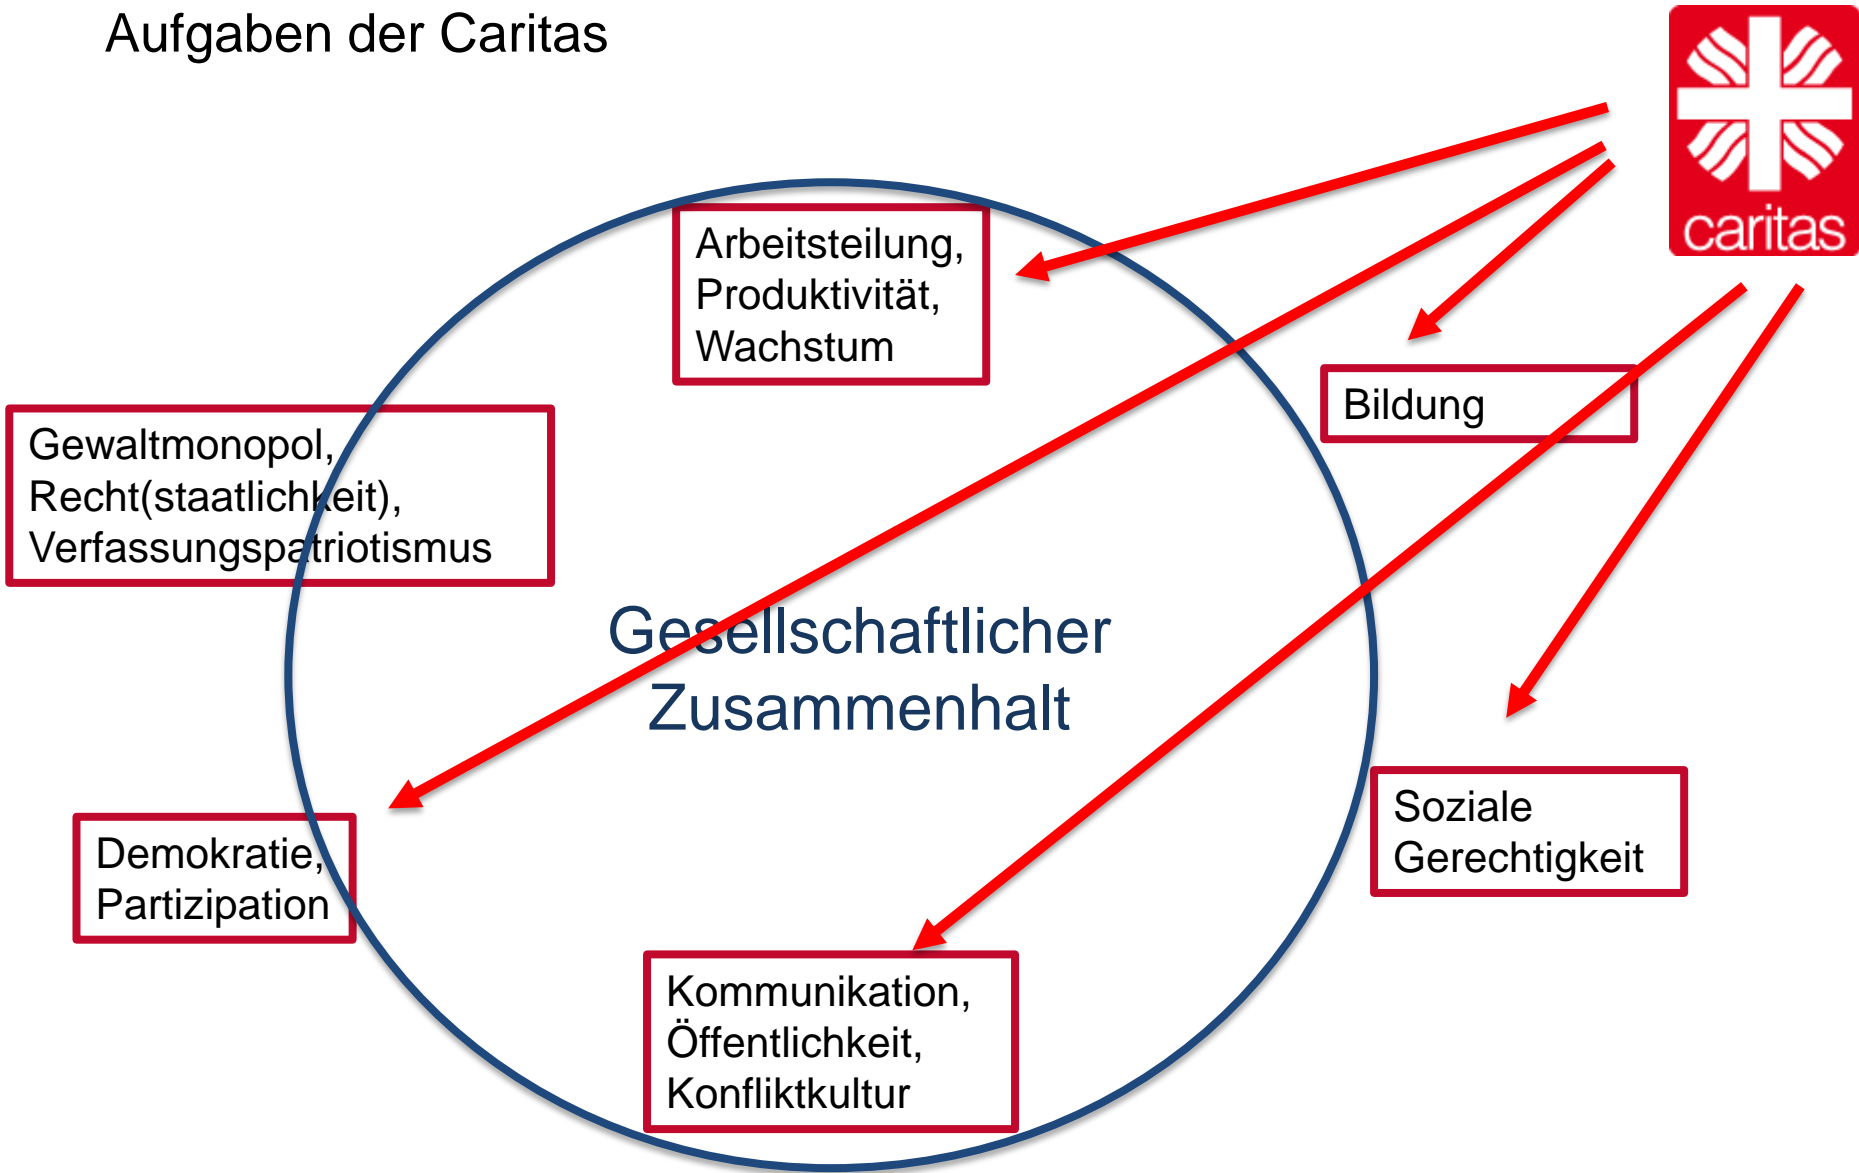 Aufgaben der Caritas
caritas
Arbeitsteilung,
Produktivität,
Wachstum
Bildung
Gewaltmonopol,
Recht(staatlichkeit),
Verfassungspatriotismus
Gesellschaftlicher
Zusammenhalt
Soziale
Gerechtigkeit
Demokratie,
Partizipation
Kommunikation,
Öffentlichkeit,
Konfliktkultur